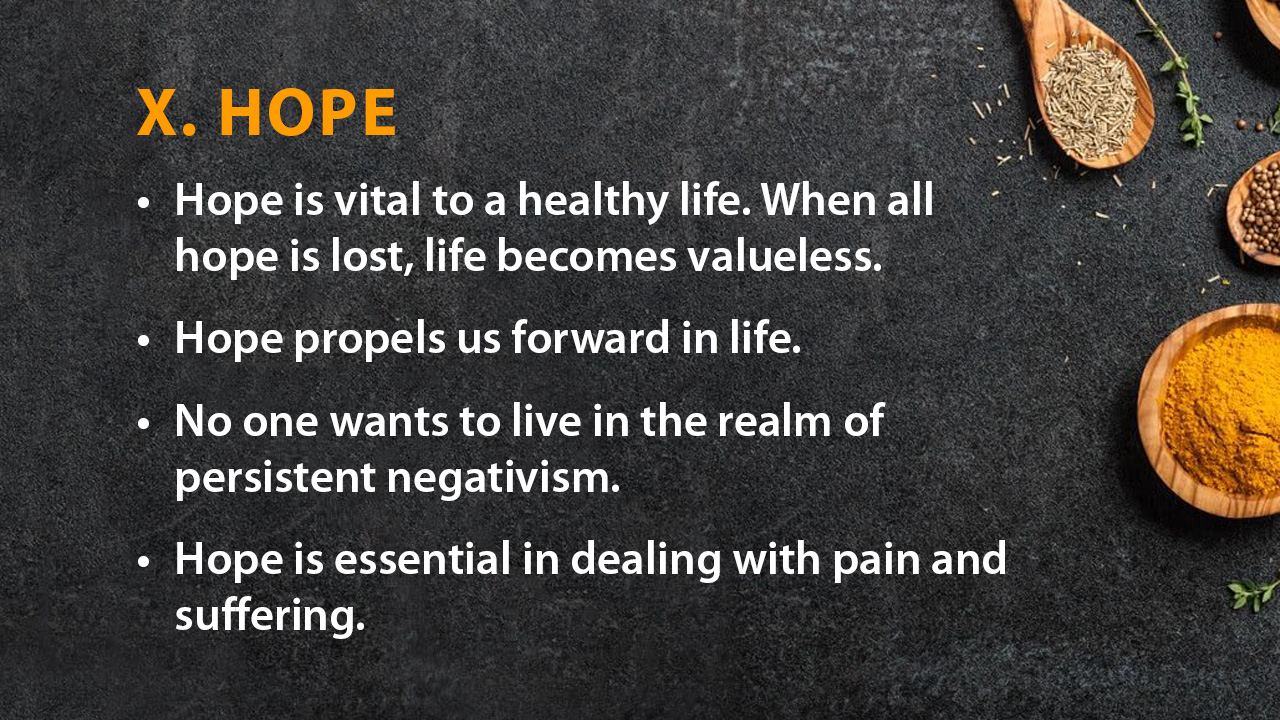 X. HOPE
• Hope is vital to a healthy life. When all
hope is lost, life becomes valueless.
• Hope propels us forward in life.
• No one wants to live in the realm of
persistent negativism.
• Hope is essential in dealing with pain and
suffering.